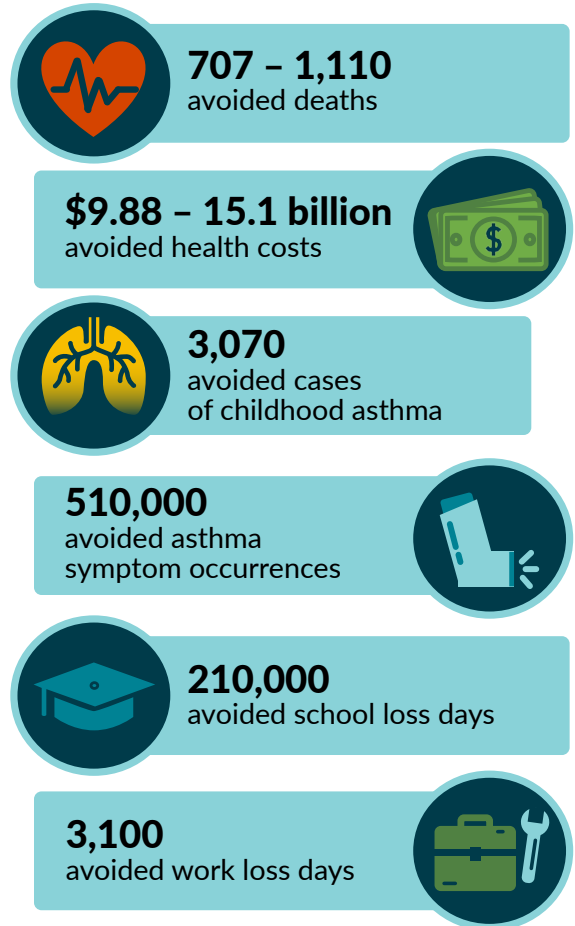 707 – 1,110
avoided deaths
$9.88 – 15.1 billion
avoided health costs
$
3,070
avoided cases
of childhood asthma
510,000
avoided asthma
symptom occurrences
210,000
avoided school loss days
3,100
avoided work loss days